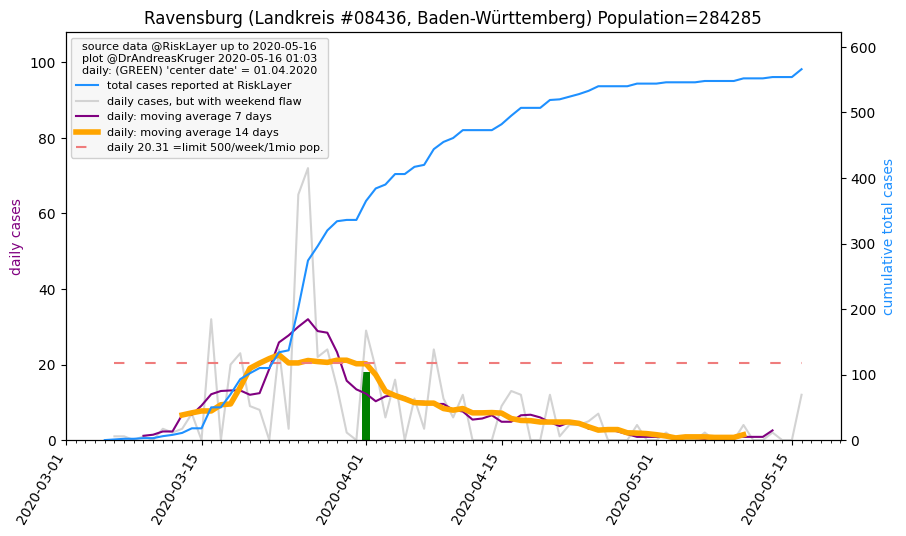 Ravensburg (Landkreis #08436, Baden-Württemberg) Population=284285
source data @RiskLayer up to 2020-05-16
plot @DrAndreasKruger 2020-05-16 01:03
daily: (GREEN) 'center date' = 01.04.2020
total cases reported at RiskLayer
daily cases, but with weekend flaw
daily: moving average 7 days
daily: moving average 14 days
daily 20.31 =limit 500/week/1mio pop.
daily cases
100
80
60
40
20
0
cumulative total cases
600
500
400
300
200
100
0
2020-03-01
2020-03-15
2020-04-01
2020-04-15
2020-05-01
2020-05-15